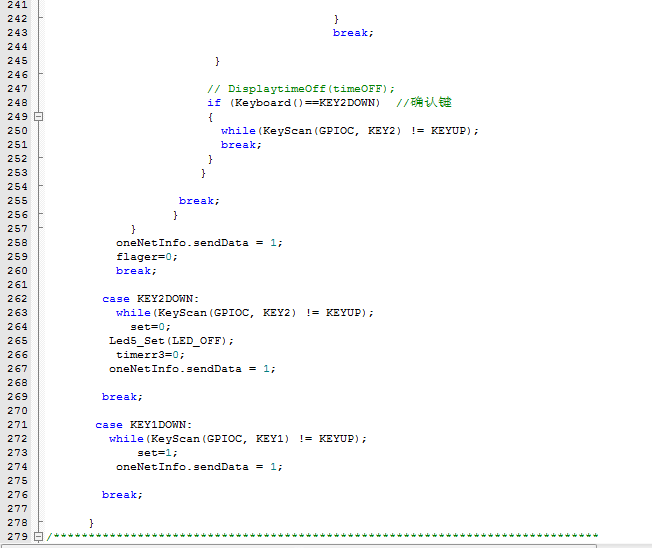 241
242 }
243 break;
244
245 }
246
247 // DisplaytimeOff(timeOFF);
248 if (Keyboard()==KEY2DOWN) //确认键
249 {
250 while(KeyScan(GPIOC, KEY2) != KEYUP);
251 break;
252 }
253 }
254
255 break;
256 }
257 }
258 oneNetInfo.sendData = 1;
259 flager=0;
260 break;
261
262 case KEY2DOWN:
263 while(KeyScan(GPIOC, KEY2) != KEYUP);
264 set=0;
265 Led5_Set(LED_OFF);
266 timerr3=0;
267 oneNetInfo.sendData = 1;
268
269 break;
270
271 case KEY1DOWN:
272 while(KeyScan(GPIOC, KEY1) != KEYUP);
273 set=1;
274 oneNetInfo.sendData = 1;
275
276 break;
277
278 }
279 /******************************************************************************